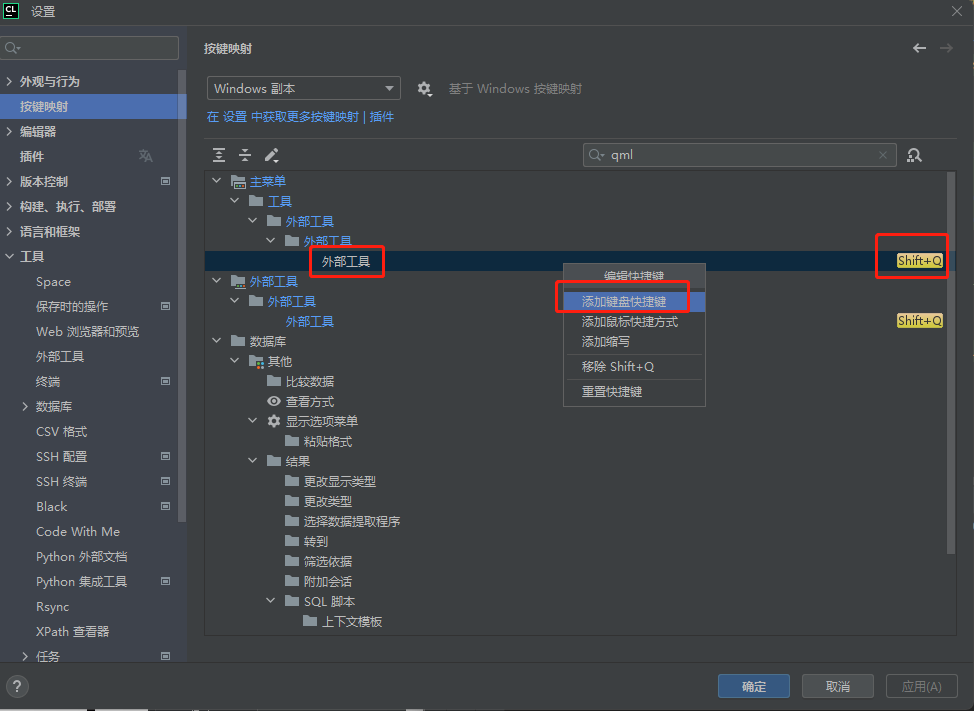 CL 设置
外观与行为
按键映射
编辑器
插件
版本控制
构建、执行、部署
语言和框架
工具
Space
保存时的操作
Web 浏览器和预览
外部工具
终端
数据库
CSV 格式
SSH 配置
SSH 终端
Black
Code With Me
Python 外部文档
Python 集成工具
Rsync
XPath 查看器
任务
按键映射
Windows 副本
基于 Windows 按键映射
在 设置 中获取更多按键映射 | 插件
qml
主菜单
工具
外部工具
外部工具
外部工具 Shift+Q
外部工具
外部工具
外部工具 Shift+Q
数据库
其他
比较数据
查看方式
显示选项菜单
粘贴格式
结果
更改显示类型
更改类型
选择数据提取程序
转到
筛选依据
附加会话
SQL 脚本
上下文模板
编辑快捷键
添加键盘快捷键
添加鼠标快捷方式
添加缩写
移除 Shift+Q
重置快捷键
?
确定 取消 应用(A)